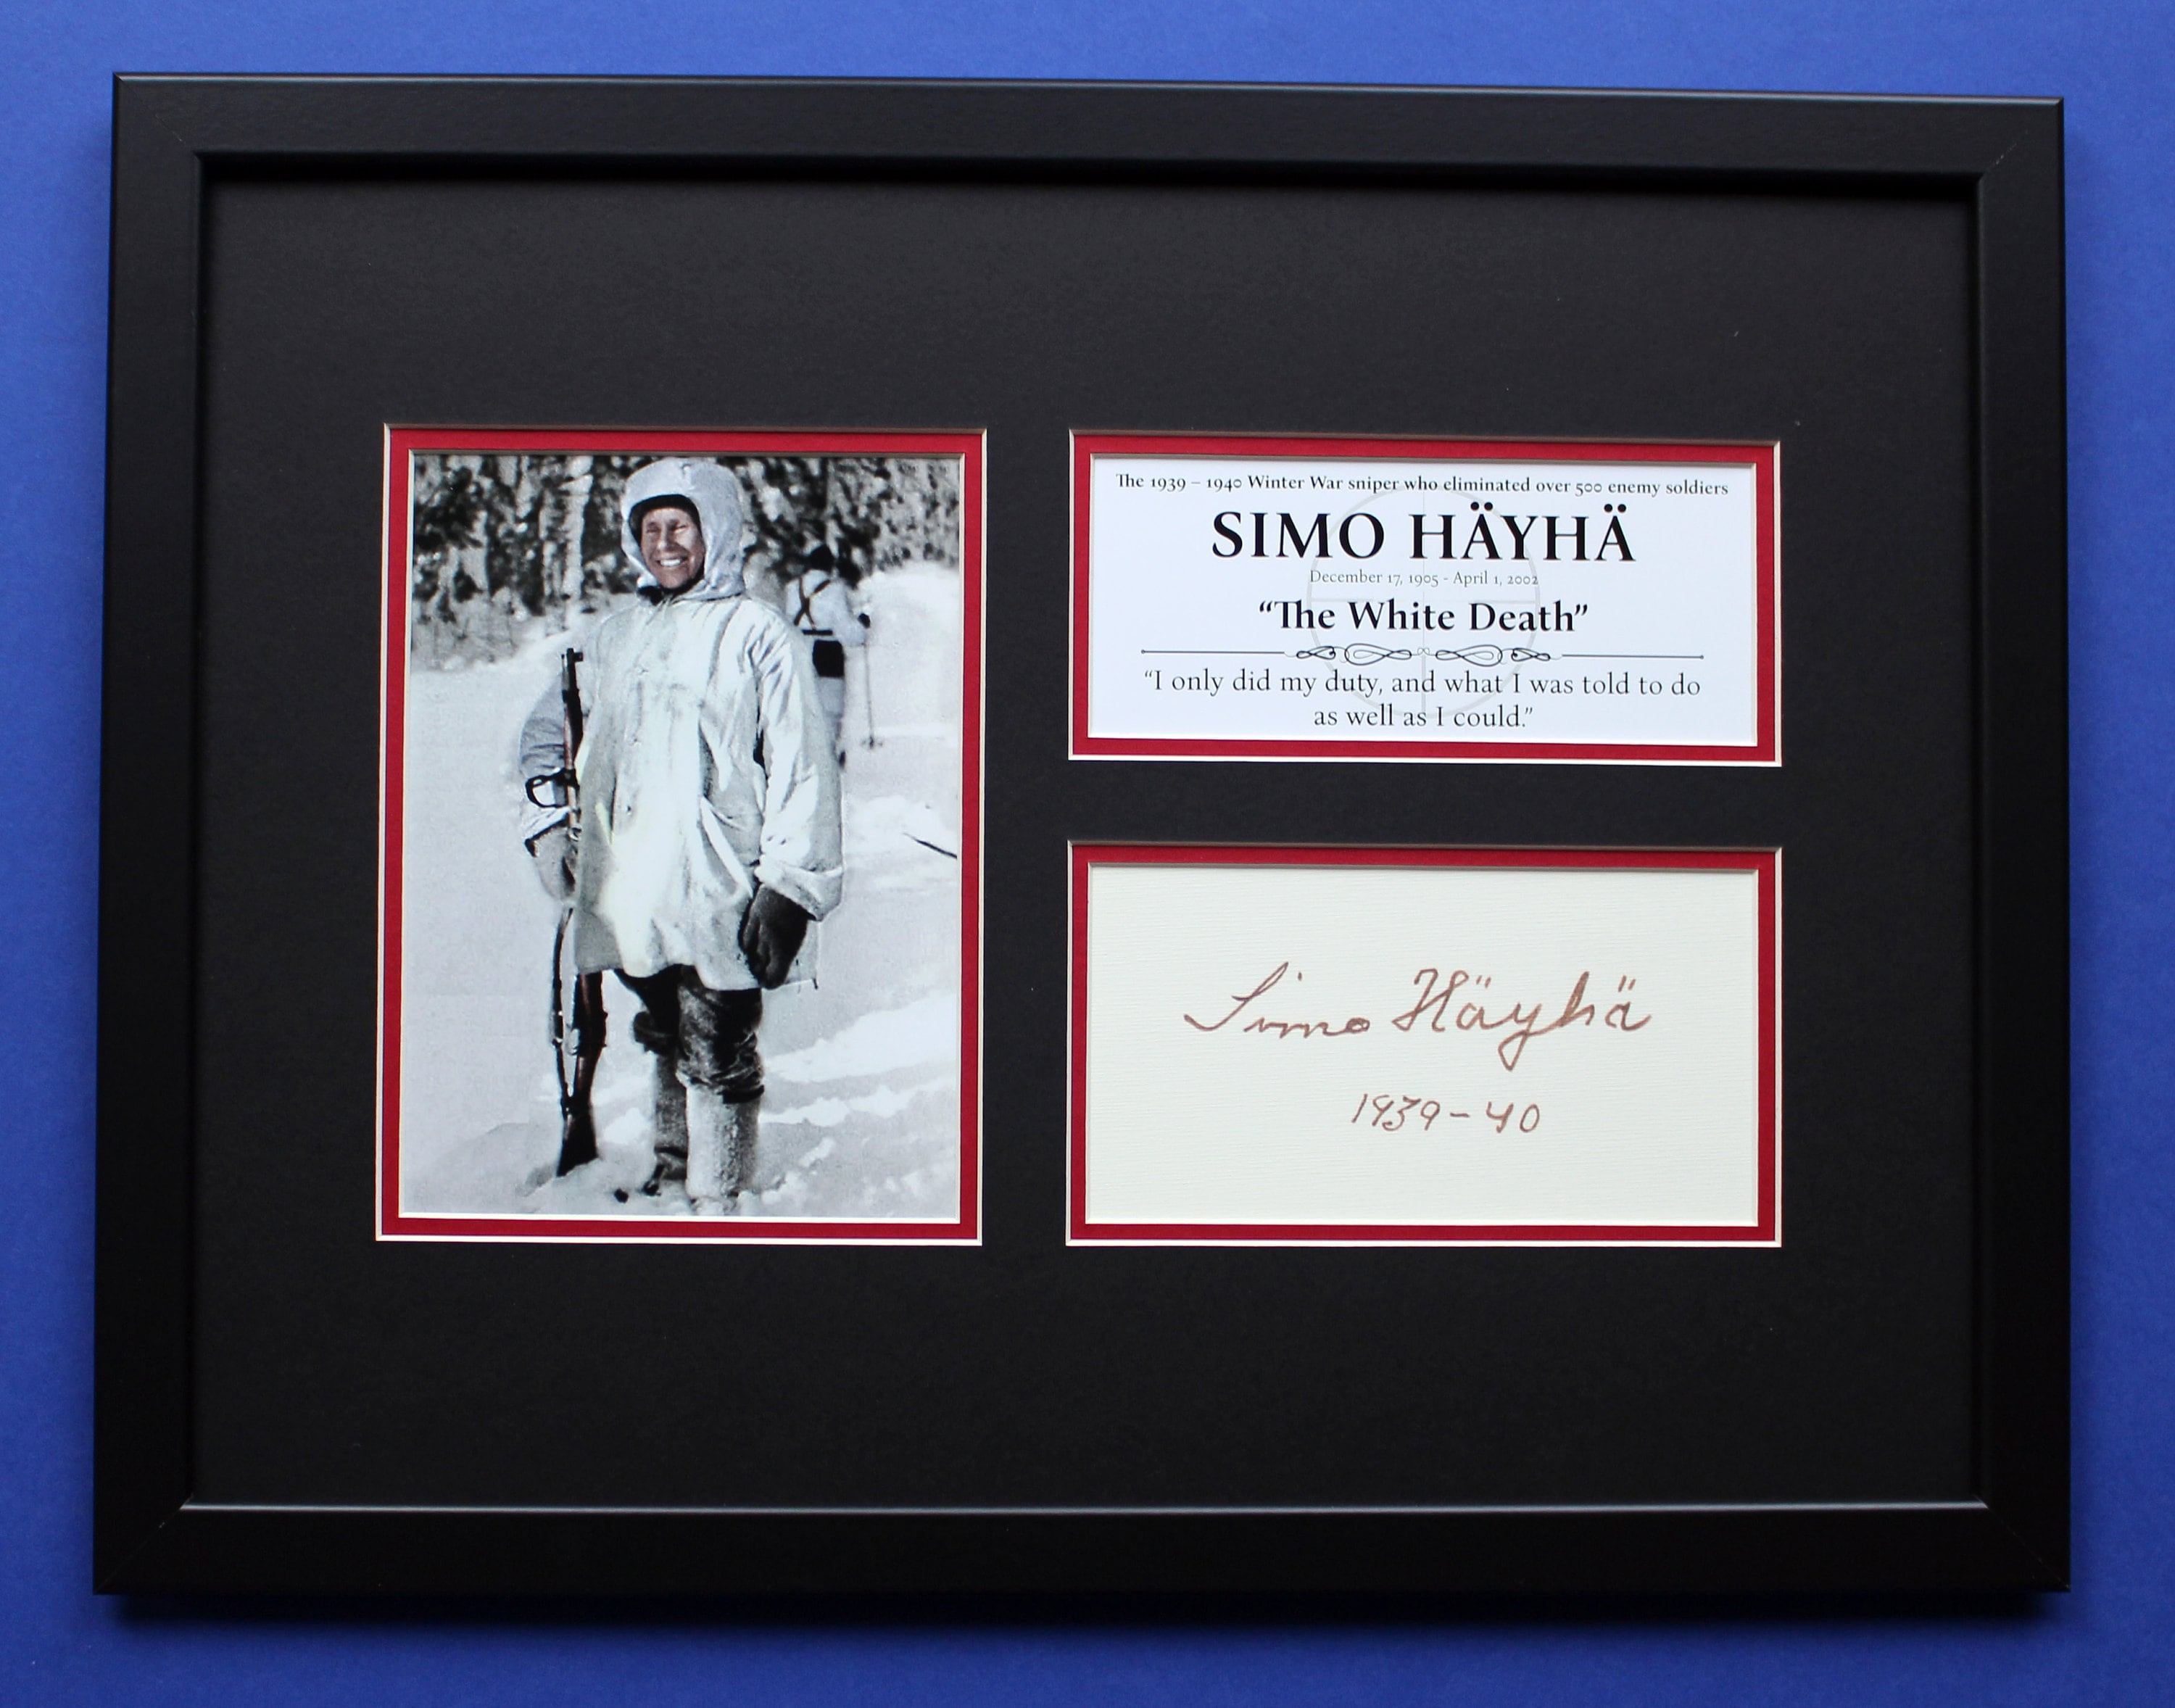 The 1939 – 1940 Winter War sniper who eliminated over 500 enemy soldiers
SIMO HÄYHÄ
December 17, 1905 - April 1, 2002
“The White Death”
“I only did my duty, and what I was told to do
as well as I could.”
Simo Häyhä
1939-40